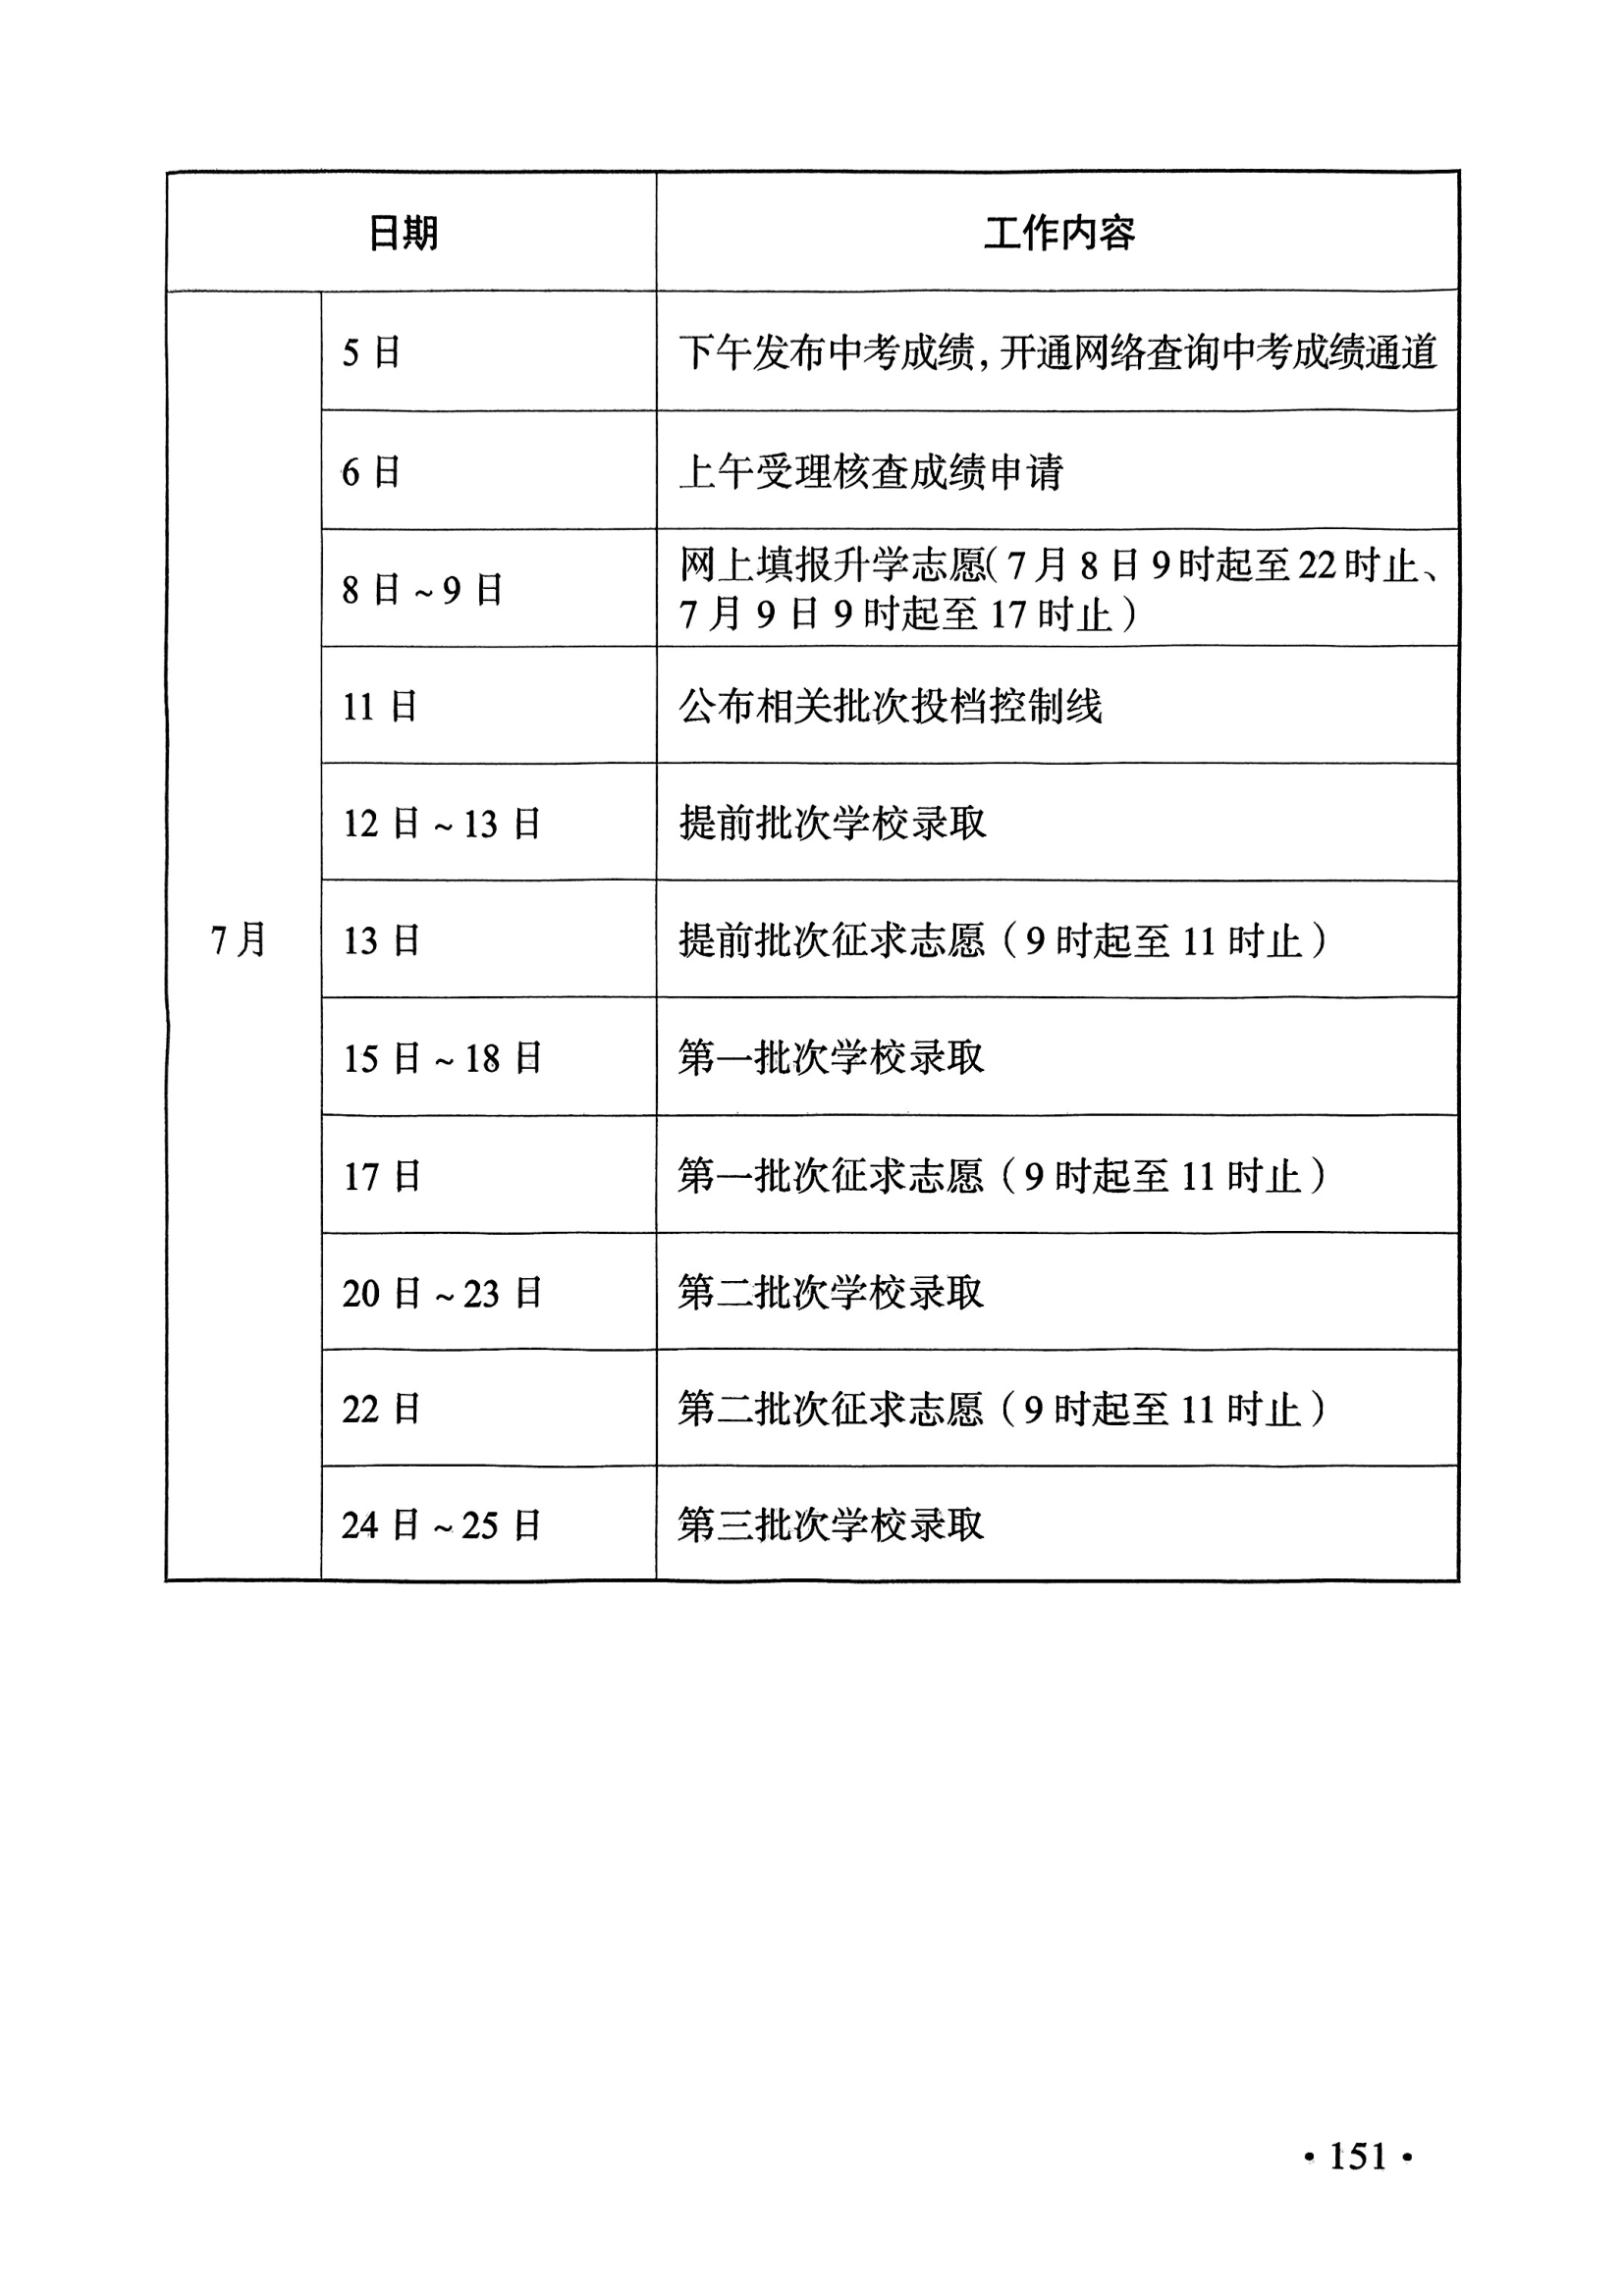 日期 工作内容
5 日 下午发布中考成绩，开通网络查询中考成绩通道
6 日 上午受理核查成绩申请
8 日 ~ 9 日 网上填报升学志愿（7 月 8 日 9 时起至 22 时止、
7 月 9 日 9 时起至 17 时止）
11 日 公布相关批次投档控制线
12 日 ~ 13 日 提前批次学校录取
7 月 13 日 提前批次征求志愿（9 时起至 11 时止）
15 日 ~ 18 日 第一批次学校录取
17 日 第一批次征求志愿（9 时起至 11 时止）
20 日 ~ 23 日 第二批次学校录取
22 日 第二批次征求志愿（9 时起至 11 时止）
24 日 ~ 25 日 第三批次学校录取
· 151 ·